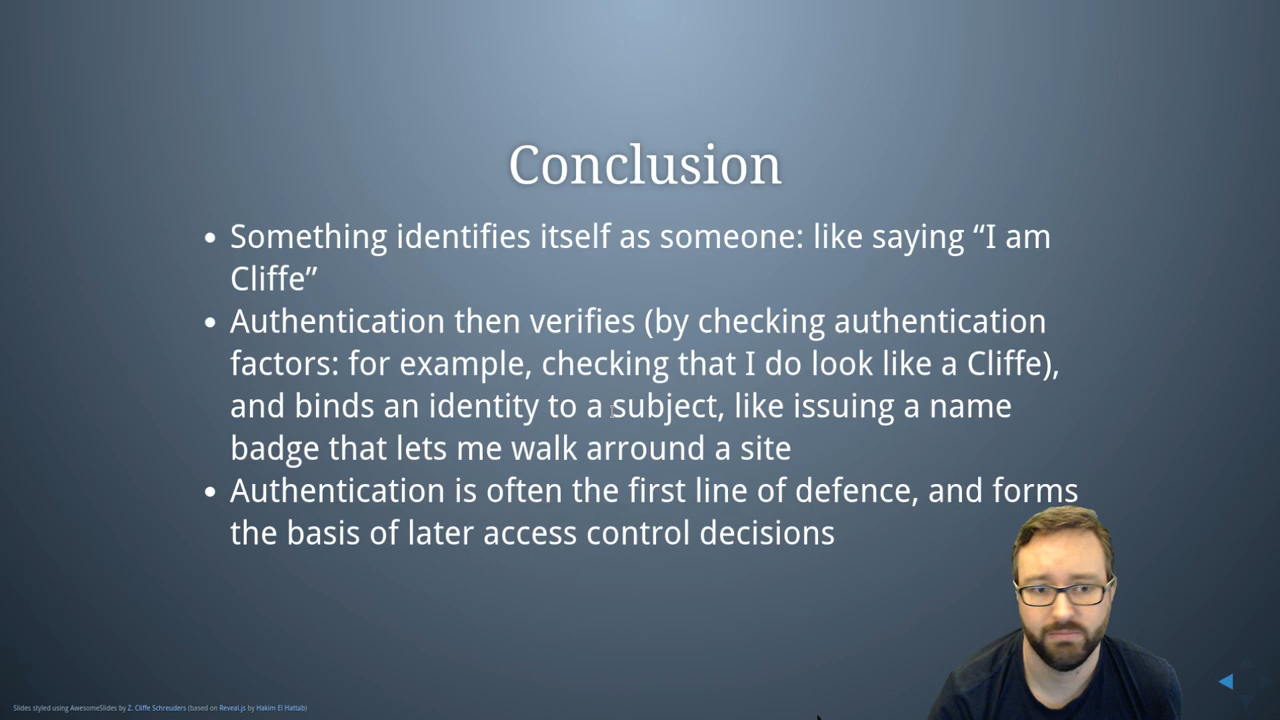 Conclusion
• Something identifies itself as someone: like saying “I am
Cliffe”
• Authentication then verifies (by checking authentication
factors: for example, checking that I do look like a Cliffe),
and binds an identity to a subject, like issuing a name
badge that lets me walk arround a site
• Authentication is often the first line of defence, and forms
the basis of later access control decisions
Slides styled using AwesomeSlides by Z. Cliffe Schreuders (based on Reveal.js by Hakim El Hattab)